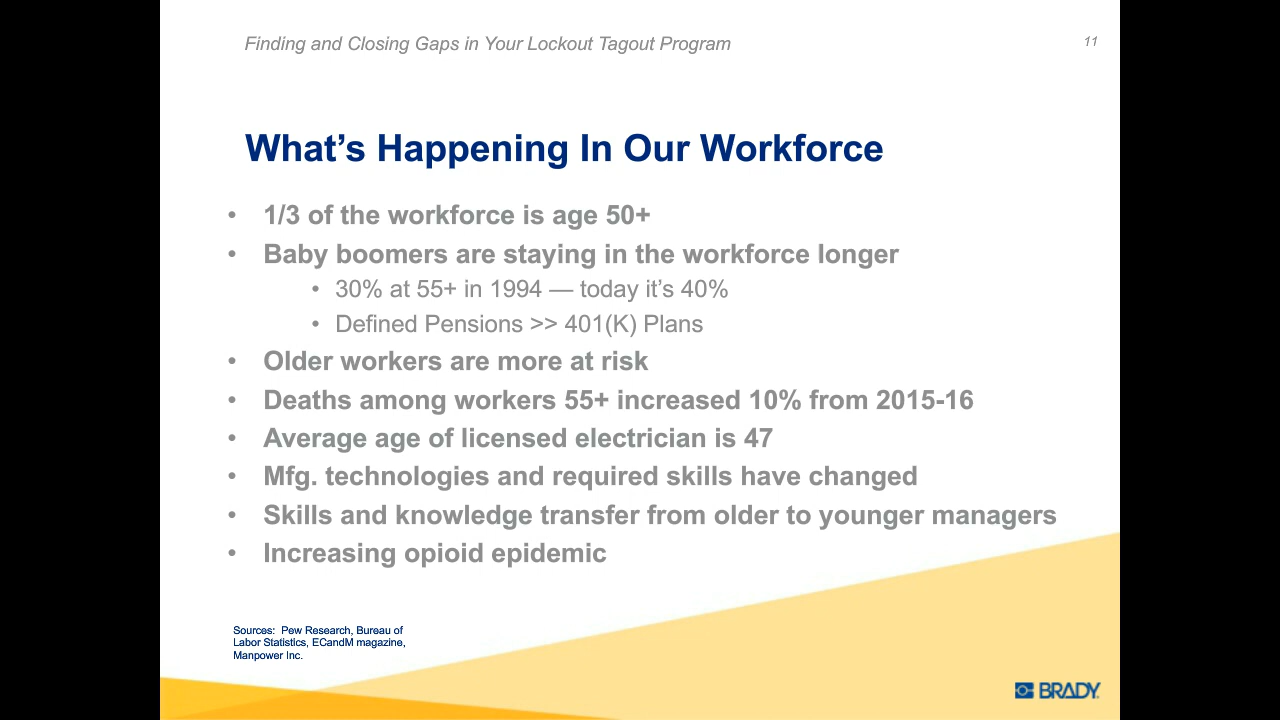 Finding and Closing Gaps in Your Lockout Tagout Program
11
What’s Happening In Our Workforce
• 1/3 of the workforce is age 50+
• Baby boomers are staying in the workforce longer
• 30% at 55+ in 1994 — today it’s 40%
• Defined Pensions >> 401(K) Plans
• Older workers are more at risk
• Deaths among workers 55+ increased 10% from 2015-16
• Average age of licensed electrician is 47
• Mfg. technologies and required skills have changed
• Skills and knowledge transfer from older to younger managers
• Increasing opioid epidemic
Sources: Pew Research, Bureau of
Labor Statistics, ECandM magazine,
Manpower Inc.
BRADY